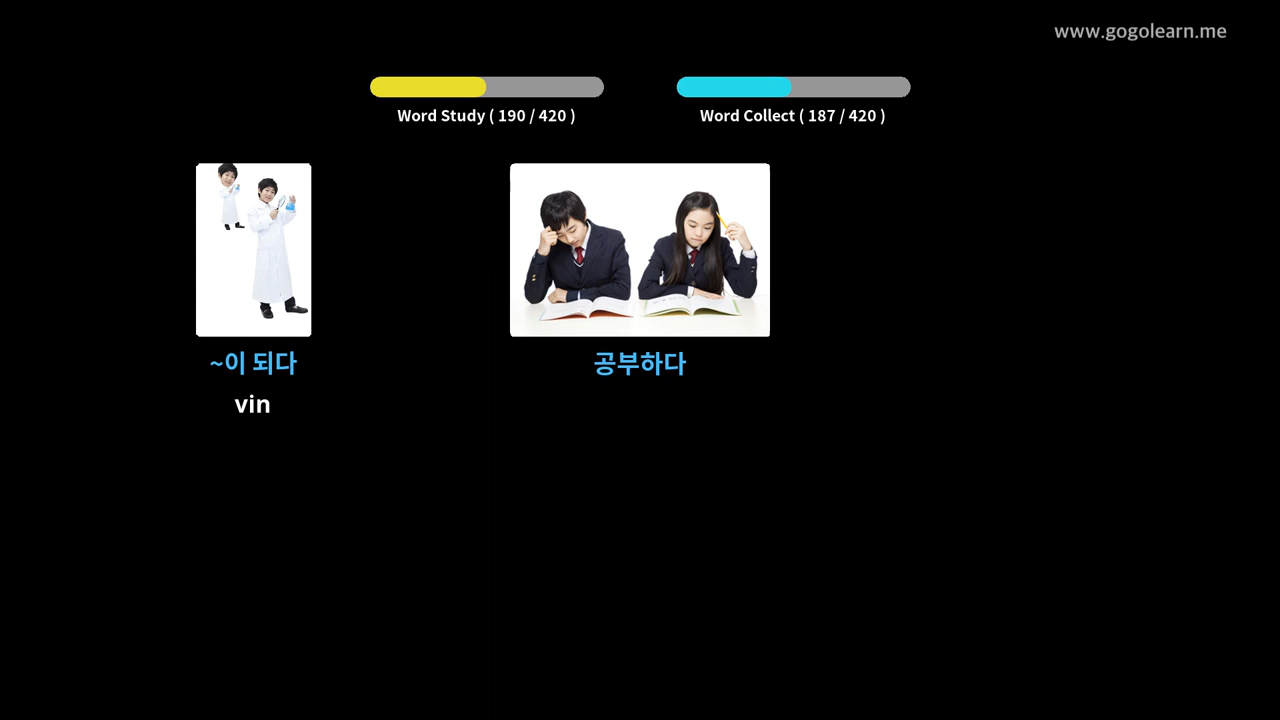 www.gogolearn.me
Word Study ( 190 / 420 )
Word Collect ( 187 / 420 )
~이 되다
공부하다
vin